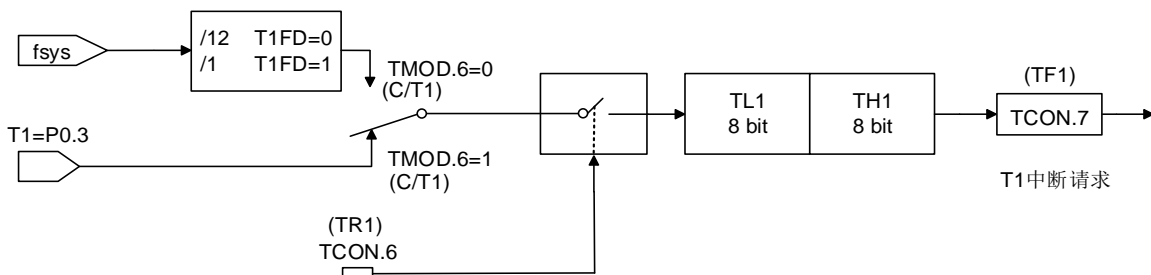 fsys
/12 T1FD=0
/1 T1FD=1
TMOD.6=0
(C/T1)
T1=P0.3
TMOD.6=1
(C/T1)
(TR1)
TCON.6
TL1
8 bit
TH1
8 bit
(TF1)
TCON.7
T1中断请求